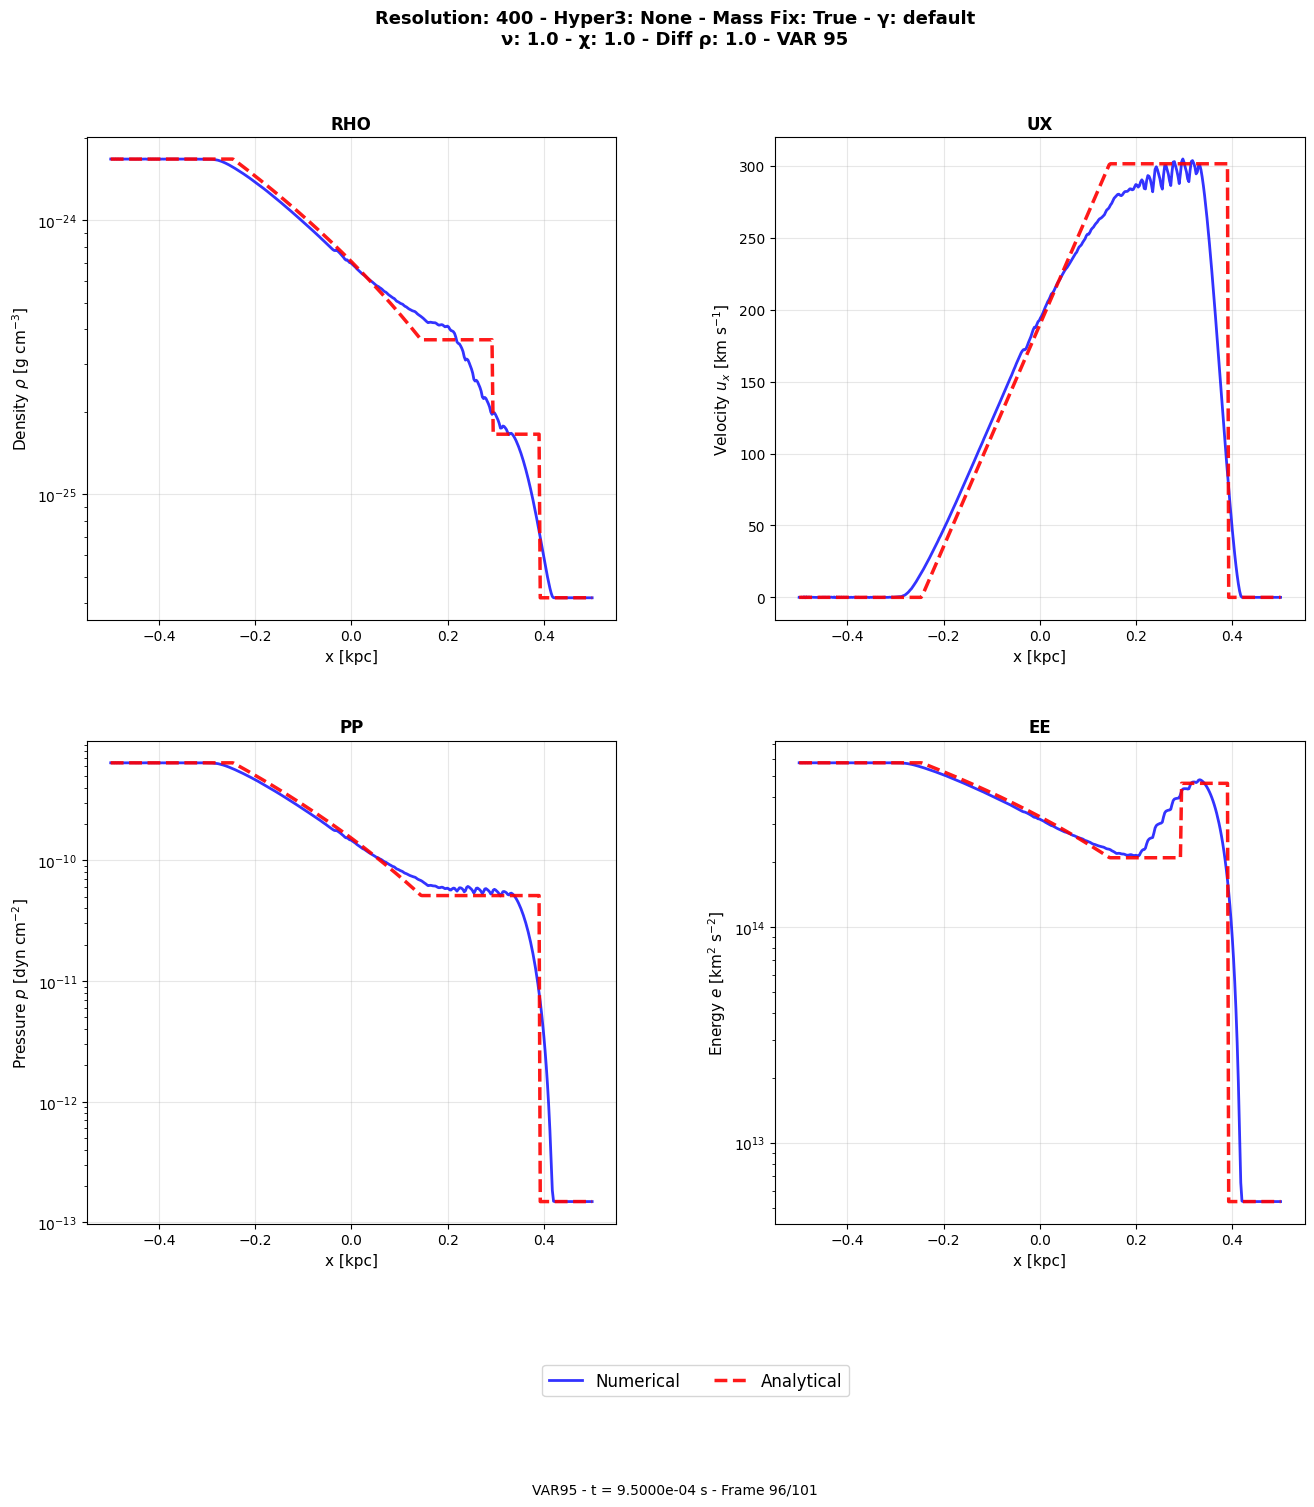 Resolution: 400 - Hyper3: None - Mass Fix: True - γ: default
ν: 1.0 - χ: 1.0 - Diff ρ: 1.0 - VAR 95
RHO
Density ρ [g cm⁻³]
10⁻²⁴
10⁻²⁵
−0.4 −0.2 0.0 0.2 0.4
x [kpc]
UX
Velocity uₓ [km s⁻¹]
300
250
200
150
100
50
0
−0.4 −0.2 0.0 0.2 0.4
x [kpc]
PP
Pressure p [dyn cm⁻²]
10⁻¹⁰
10⁻¹¹
10⁻¹²
10⁻¹³
−0.4 −0.2 0.0 0.2 0.4
x [kpc]
EE
Energy e [km² s⁻²]
10¹⁴
10¹³
−0.4 −0.2 0.0 0.2 0.4
x [kpc]
Numerical Analytical
VAR95 - t = 9.5000e-04 s - Frame 96/101